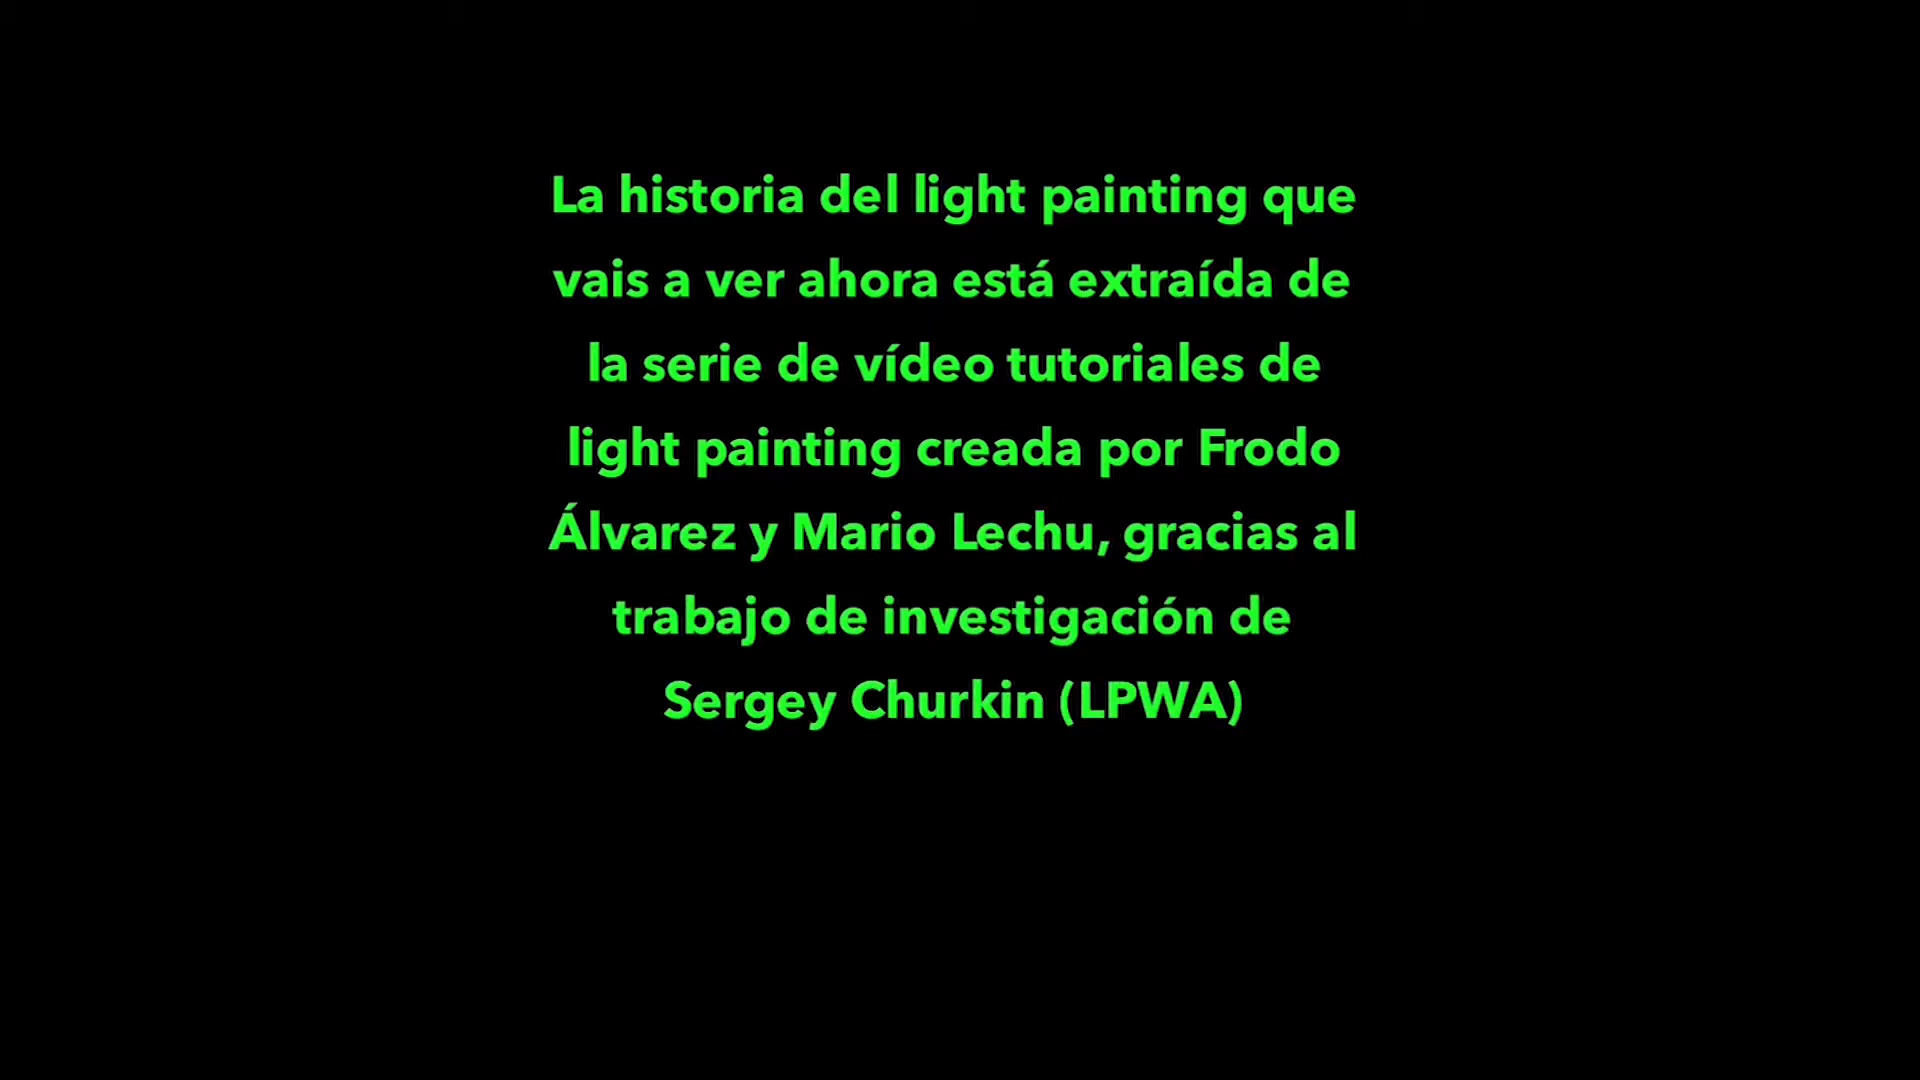 La historia del light painting que
vais a ver ahora está extraída de
la serie de vídeo tutoriales de
light painting creada por Frodo
Álvarez y Mario Lechu, gracias al
trabajo de investigación de
Sergey Churkin (LPWA)